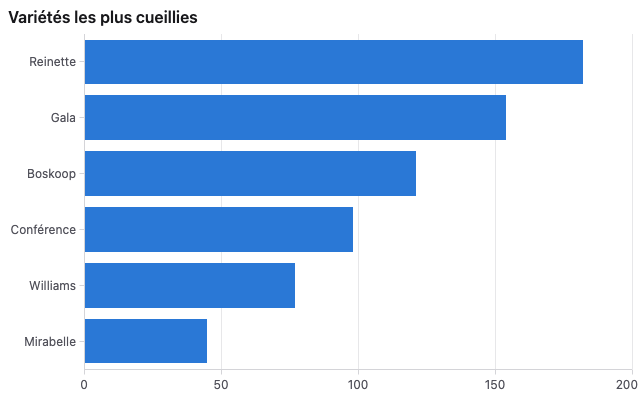 Variétés les plus cueillies
Reinette
Gala
Boskoop
Conférence
Williams
Mirabelle
0 50 100 150 200